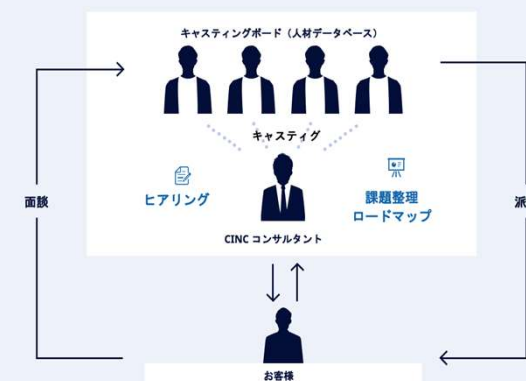 キャスティングボード（人材データベース）
キャスティグ
ヒアリング
課題整理
ロードマップ
面談
派
CINC コンサルタント
お客様